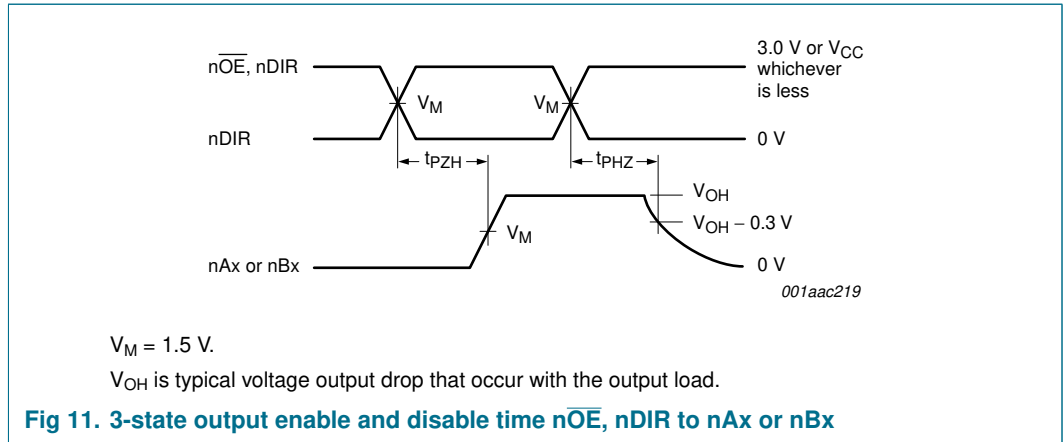 nO̅E̅, nDIR
3.0 V or VCC
whichever
is less
VM
VM
nDIR
0 V
tPZH
tPHZ
VOH
VOH − 0.3 V
VM
nAx or nBx
0 V
001aac219
VM = 1.5 V.
VOH is typical voltage output drop that occur with the output load.
Fig 11. 3-state output enable and disable time nO̅E̅, nDIR to nAx or nBx